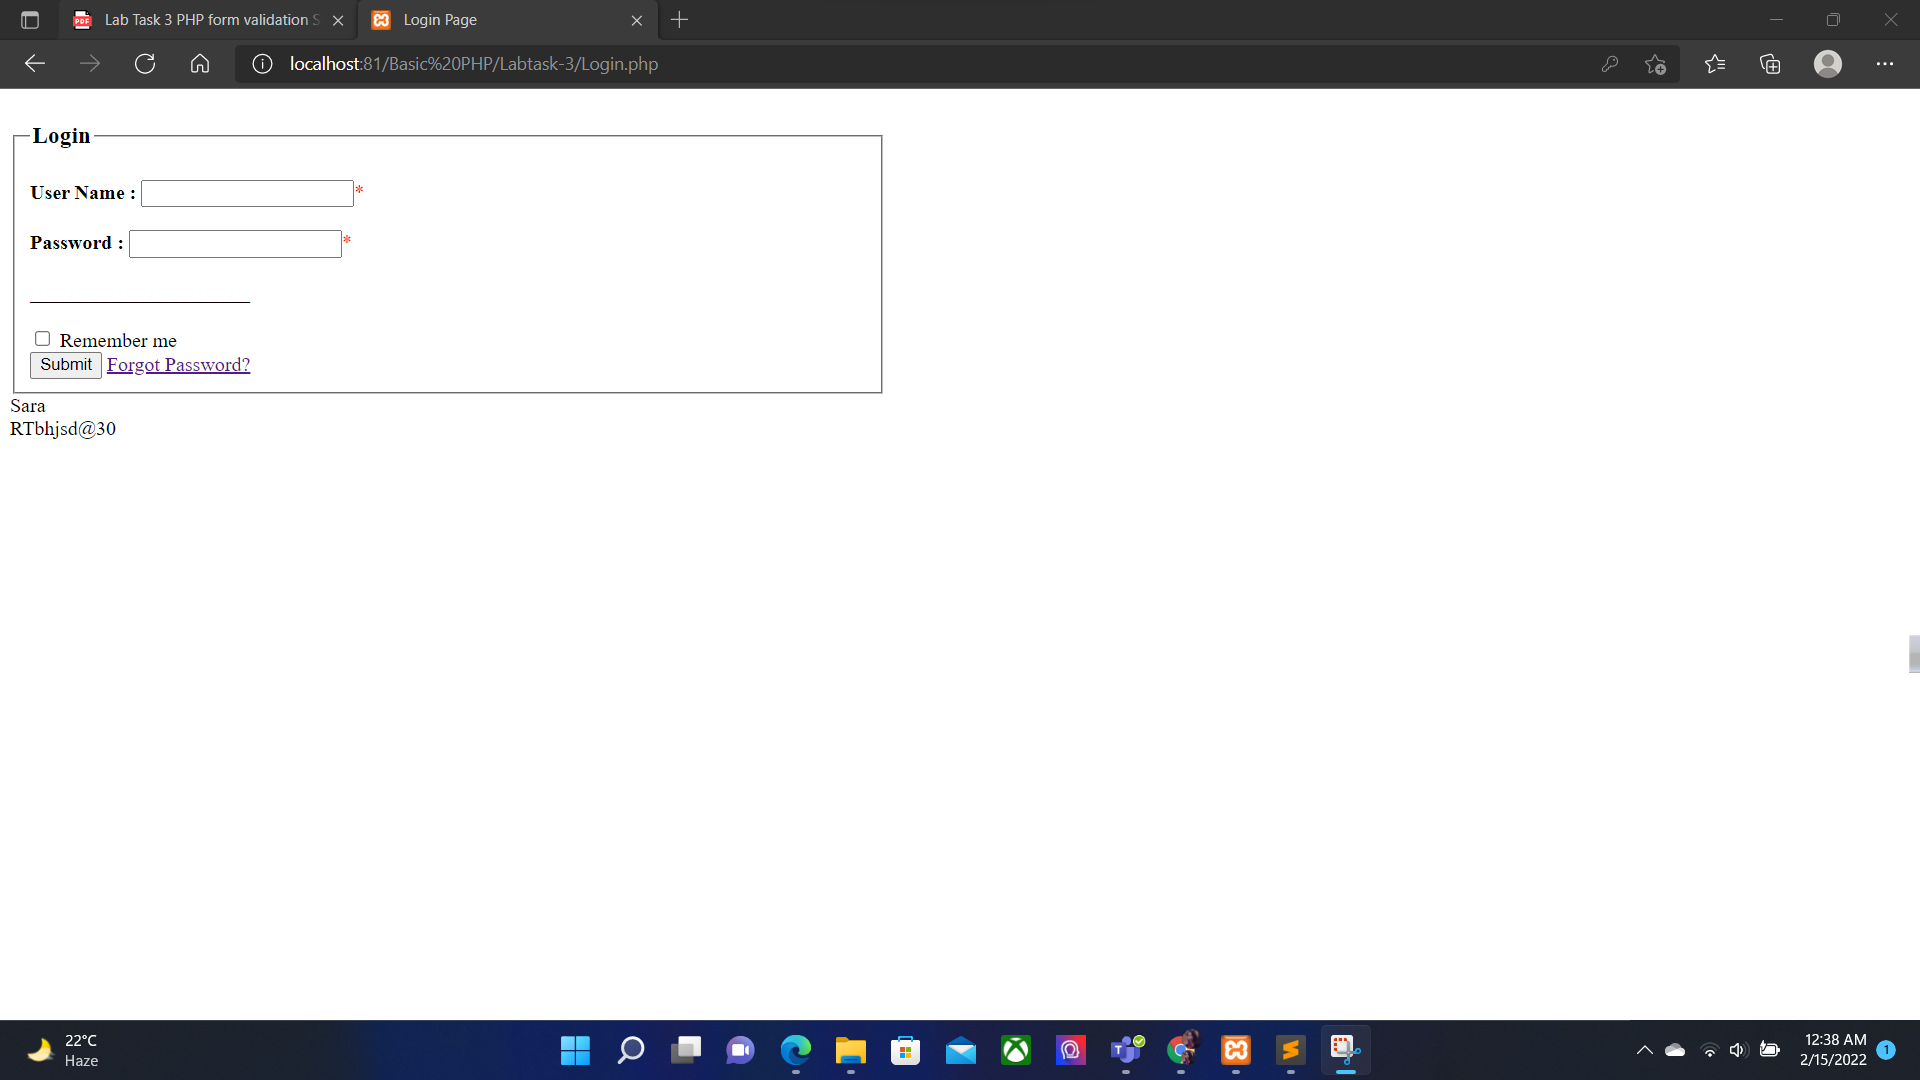 Lab Task 3 PHP form validation S
Login Page
localhost:81/Basic%20PHP/Labtask-3/Login.php
Login
User Name : *
Password : *
Remember me
Submit Forgot Password?
Sara
RTbhjsd@30
22°C
Haze
12:38 AM
2/15/2022
1